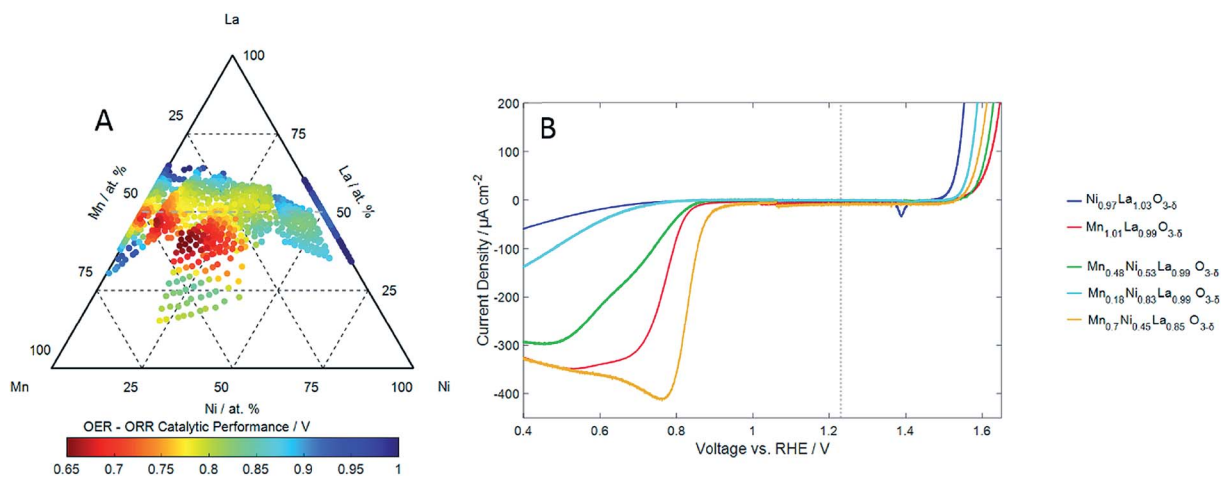 La
100
A
25
75
Mn / at. %
La / at. %
50
50
75
25
100
Mn
25
50
75
100
Ni
Ni / at. %
OER - ORR Catalytic Performance / V
0.65 0.7 0.75 0.8 0.85 0.9 0.95 1
B
200
100
0
-100
-200
-300
-400
Current Density / µA cm-2
0.4 0.6 0.8 1 1.2 1.4 1.6
Voltage vs. RHE / V
Ni0.97La1.03O3-δ
Mn1.01La0.99O3-δ
Mn0.48Ni0.53La0.99 O3-δ
Mn0.18Ni0.83La0.99 O3-δ
Mn0.7Ni0.45La0.85 O3-δ